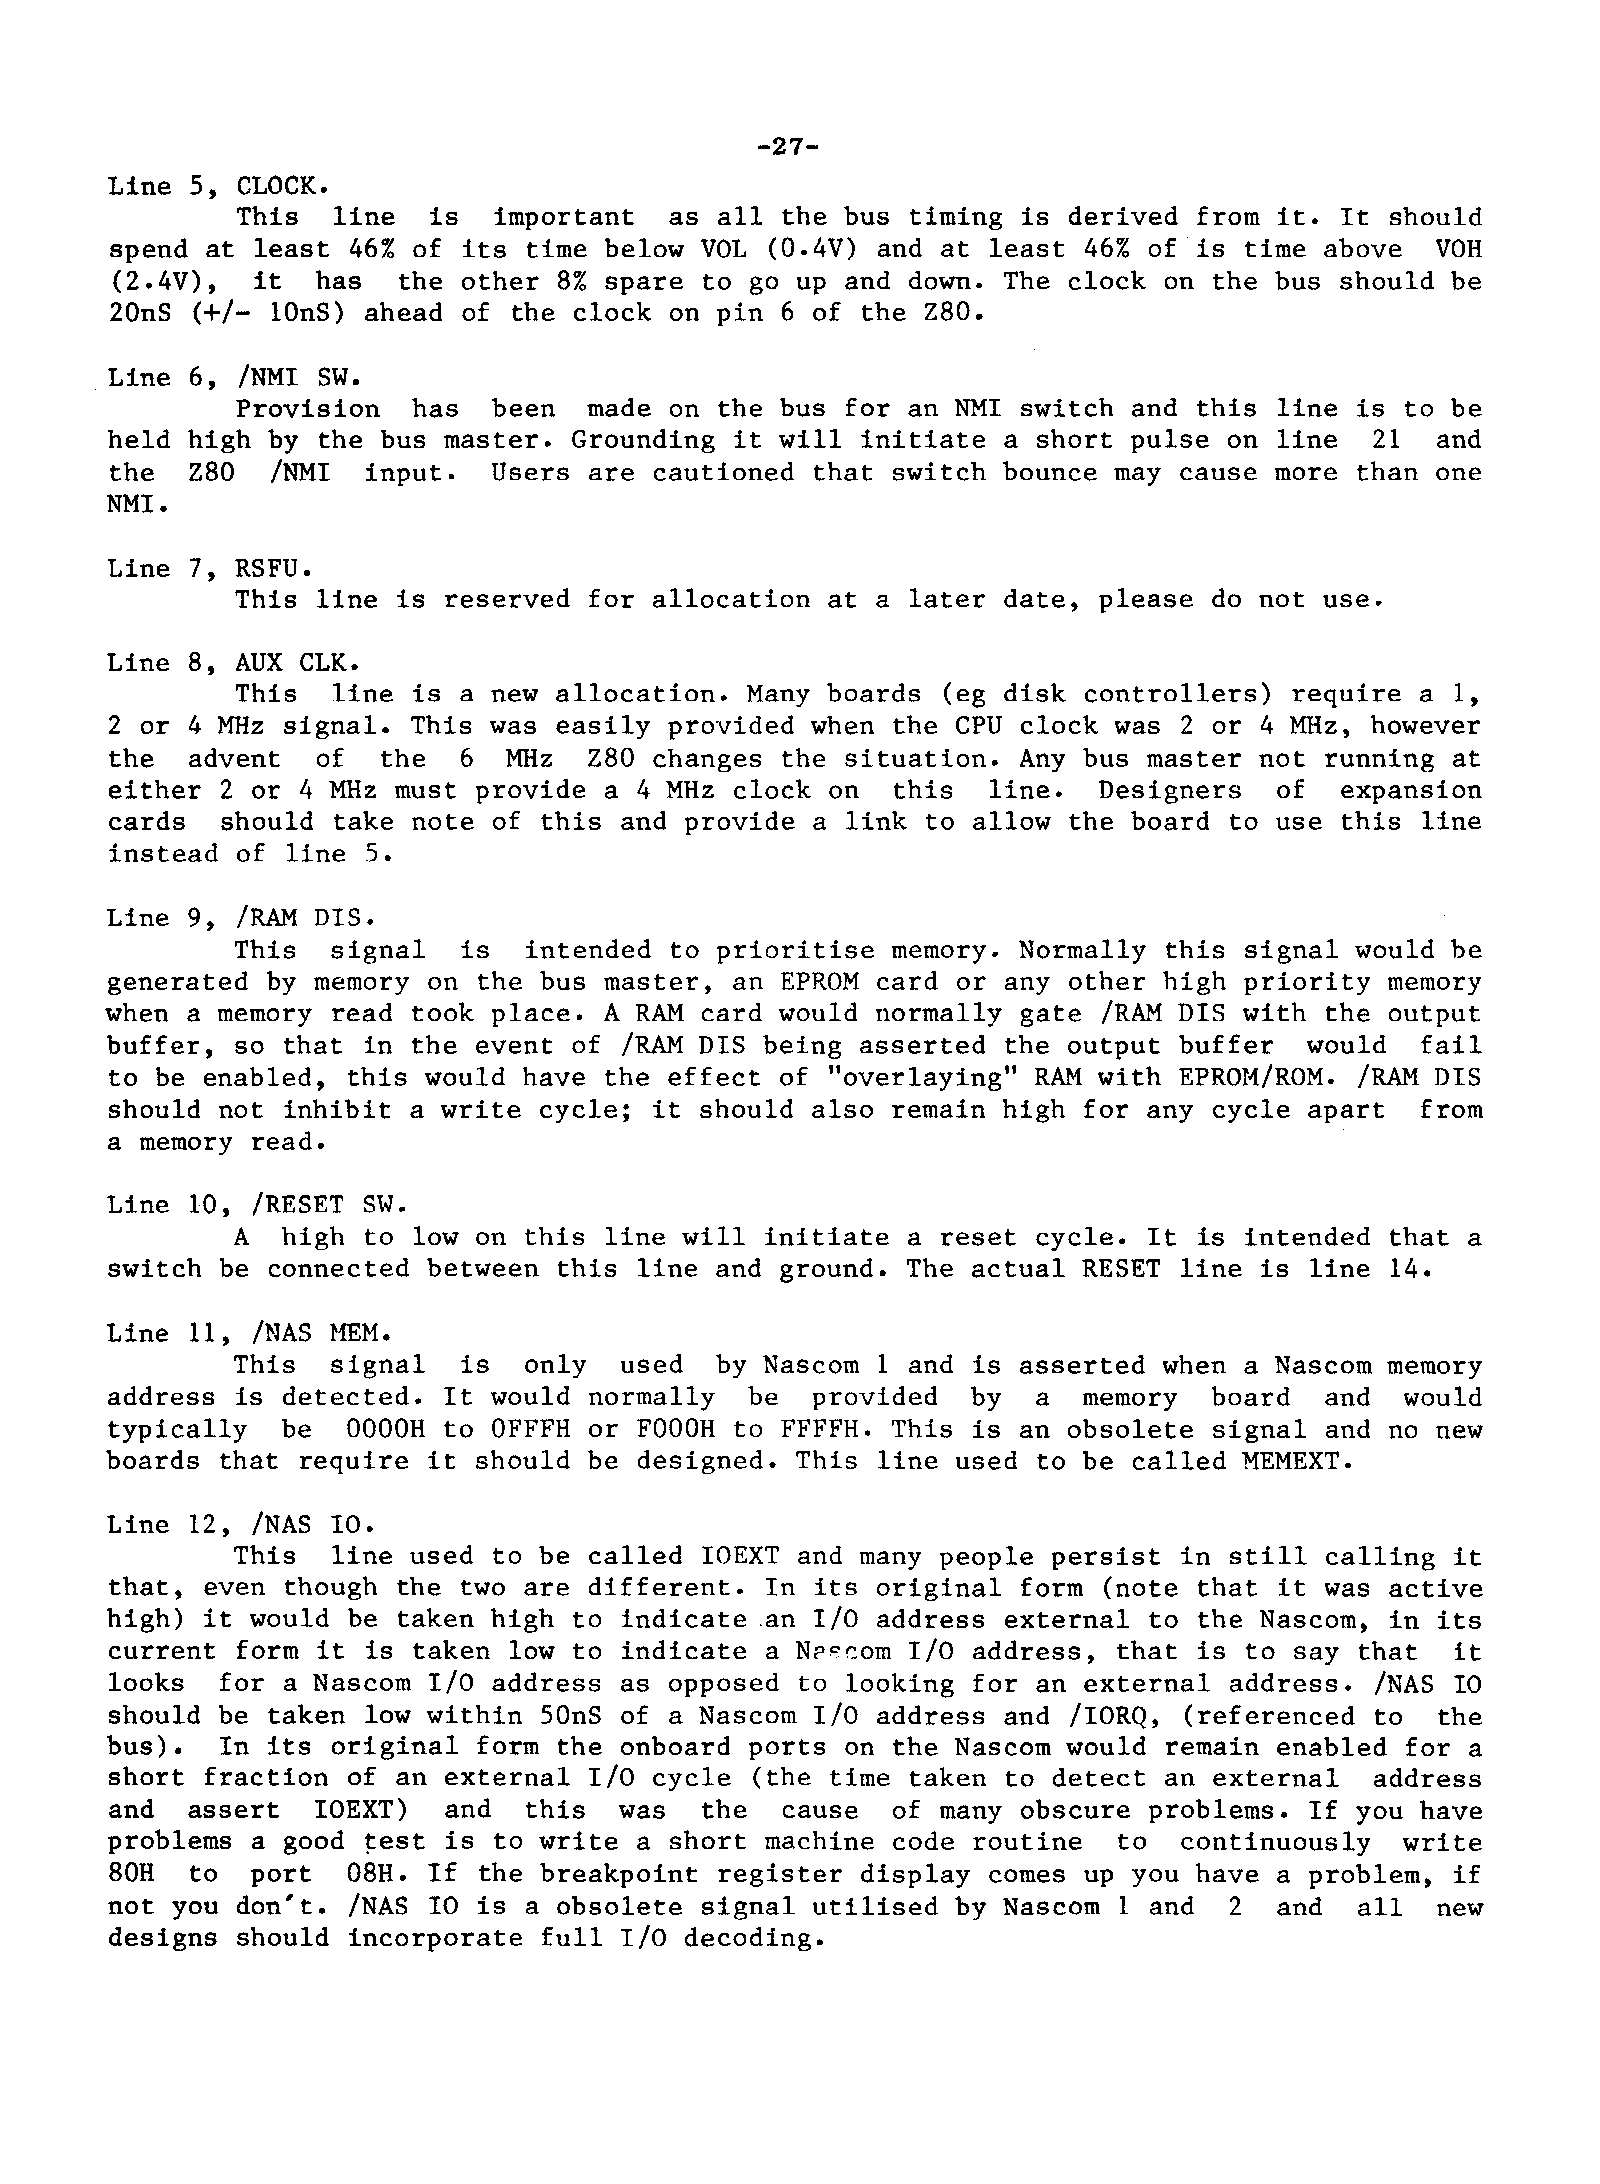 -27-
Line 5, CLOCK.
This line is important as all the bus timing is derived from it. It should
spend at least 46% of its time below VOL (0.4V) and at least 46% of is time above VOH
(2.4V), it has the other 8% spare to go up and down. The clock on the bus should be
20nS (+/- 10nS) ahead of the clock on pin 6 of the Z80.
Line 6, /NMI SW.
Provision has been made on the bus for an NMI switch and this line is to be
held high by the bus master. Grounding it will initiate a short pulse on line 21 and
the Z80 /NMI input. Users are cautioned that switch bounce may cause more than one
NMI.
Line 7, RSFU.
This line is reserved for allocation at a later date, please do not use.
Line 8, AUX CLK.
This line is a new allocation. Many boards (eg disk controllers) require a 1,
2 or 4 MHz signal. This was easily provided when the CPU clock was 2 or 4 MHz, however
the advent of the 6 MHz Z80 changes the situation. Any bus master not running at
either 2 or 4 MHz must provide a 4 MHz clock on this line. Designers of expansion
cards should take note of this and provide a link to allow the board to use this line
instead of line 5.
Line 9, /RAM DIS.
This signal is intended to prioritise memory. Normally this signal would be
generated by memory on the bus master, an EPROM card or any other high priority memory
when a memory read took place. A RAM card would normally gate /RAM DIS with the output
buffer, so that in the event of /RAM DIS being asserted the output buffer would fail
to be enabled, this would have the effect of "overlaying" RAM with EPROM/ROM. /RAM DIS
should not inhibit a write cycle; it should also remain high for any cycle apart from
a memory read.
Line 10, /RESET SW.
A high to low on this line will initiate a reset cycle. It is intended that a
switch be connected between this line and ground. The actual RESET line is line 14.
Line 11, /NAS MEM.
This signal is only used by Nascom 1 and is asserted when a Nascom memory
address is detected. It would normally be provided by a memory board and would
typically be 0000H to 0FFFH or F000H to FFFFH. This is an obsolete signal and no new
boards that require it should be designed. This line used to be called MEMEXT.
Line 12, /NAS IO.
This line used to be called IOEXT and many people persist in still calling it
that, even though the two are different. In its original form (note that it was active
high) it would be taken high to indicate an I/O address external to the Nascom, in its
current form it is taken low to indicate a Nascom I/O address, that is to say that it
looks for a Nascom I/O address as opposed to looking for an external address. /NAS IO
should be taken low within 50nS of a Nascom I/O address and /IORQ, (referenced to the
bus). In its original form the onboard ports on the Nascom would remain enabled for a
short fraction of an external I/O cycle (the time taken to detect an external address
and assert IOEXT) and this was the cause of many obscure problems. If you have
problems a good test is to write a short machine code routine to continuously write
80H to port 08H. If the breakpoint register display comes up you have a problem, if
not you don't. /NAS IO is a obsolete signal utilised by Nascom 1 and 2 and all new
designs should incorporate full I/O decoding.